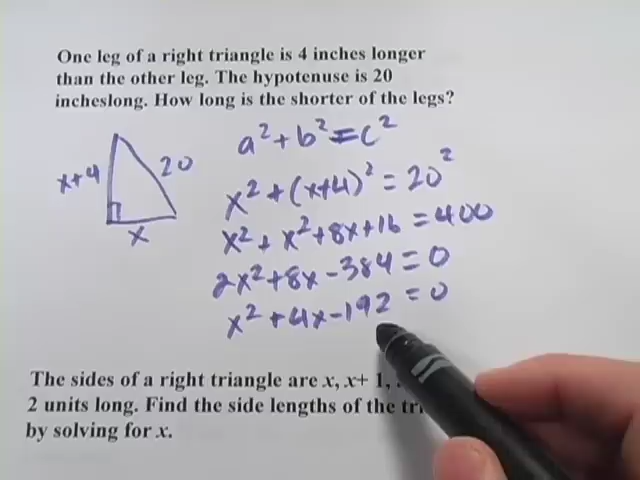 One leg of a right triangle is 4 inches longer
than the other leg. The hypotenuse is 20
incheslong. How long is the shorter of the legs?
a² + b² = c²
x+4
20
x
x² + (x+4)² = 20²
x² + x² + 8x + 16 = 400
2x² + 8x - 384 = 0
x² + 4x - 192 = 0
The sides of a right triangle are x, x+ 1,
2 units long. Find the side lengths of the
by solving for x.